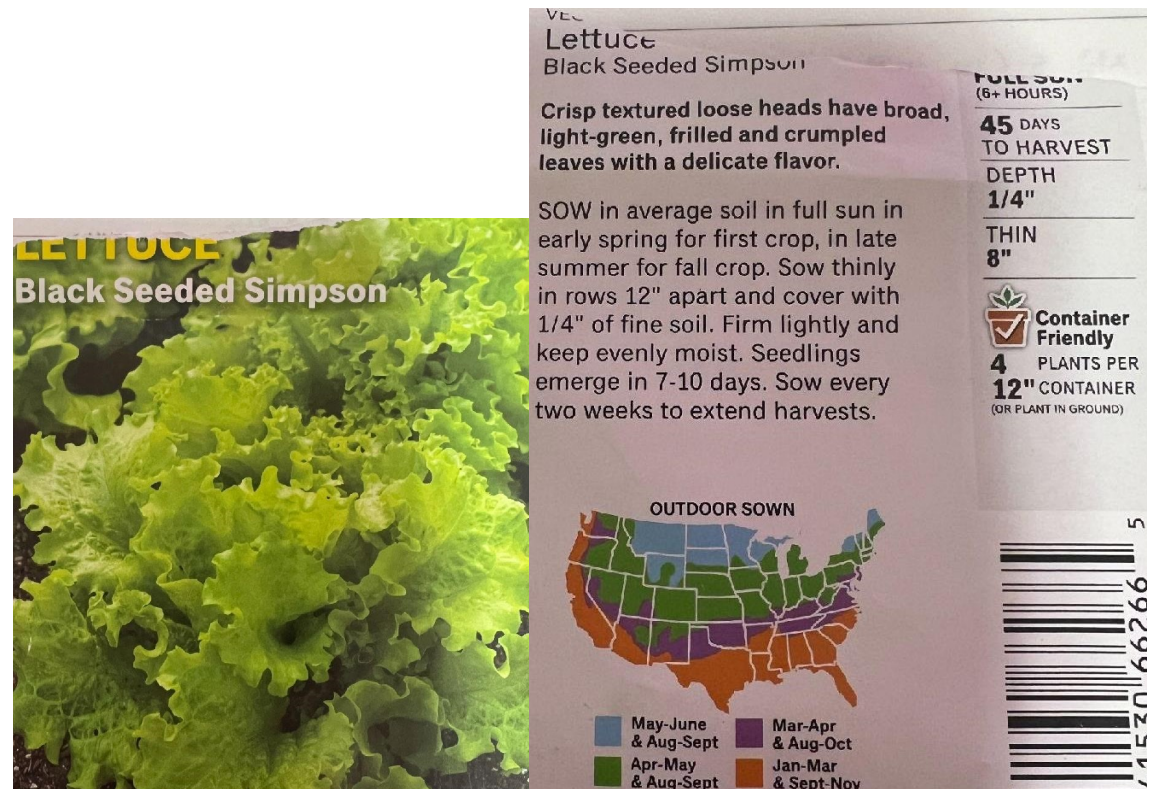 LETTUCE
Black Seeded Simpson
Lettuce
Black Seeded Simpson
Crisp textured loose heads have broad,
light-green, frilled and crumpled
leaves with a delicate flavor.
SOW in average soil in full sun in
early spring for first crop, in late
summer for fall crop. Sow thinly
in rows 12" apart and cover with
1/4" of fine soil. Firm lightly and
keep evenly moist. Seedlings
emerge in 7-10 days. Sow every
two weeks to extend harvests.
FULL SUN
(6+ HOURS)
45 DAYS
TO HARVEST
DEPTH
1/4"
THIN
8"
Container
Friendly
4 PLANTS PER
12" CONTAINER
(OR PLANT IN GROUND)
OUTDOOR SOWN
May-June
& Aug-Sept
Mar-Apr
& Aug-Oct
Apr-May
& Aug-Sept
Jan-Mar
& Sept-Nov
5